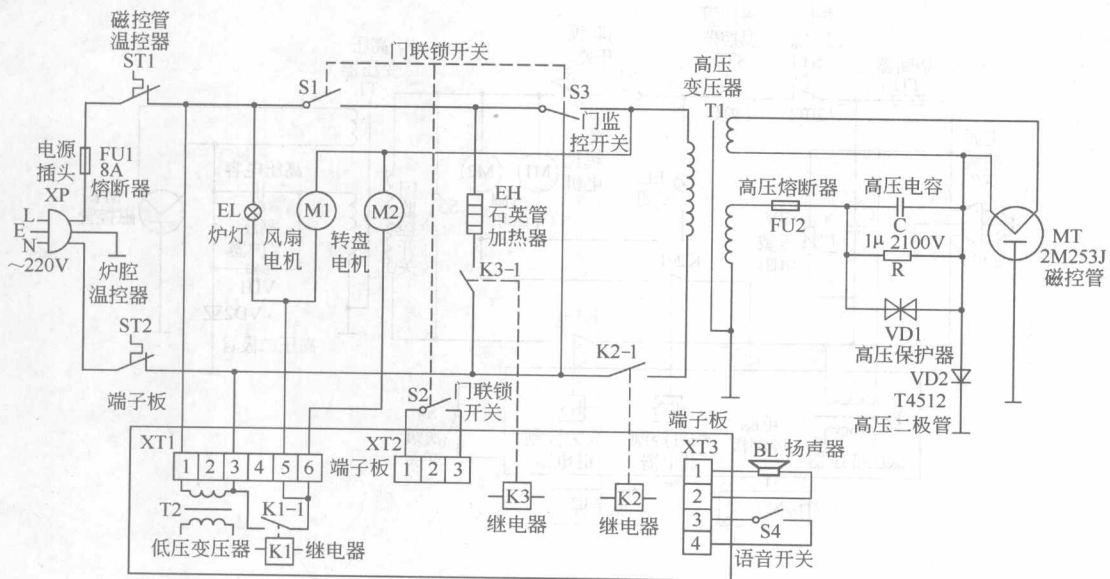 磁控管
温控器
ST1
门联锁开关
S1
S3
门监
控开关
高压
变压器
T1
电源
插头
XP
FU1
8A
熔断器
L
E
N
～220V
炉腔
温控器
ST2
EL
炉灯
M1
风扇
电机
M2
转盘
电机
EH
石英管
加热器
K3-1
高压熔断器
FU2
高压电容
C
1μ 2100V
R
MT
2M253J
磁控管
VD1
高压保护器
VD2
T4512
高压二极管
K2-1
端子板
S2
门联锁
开关
XT1
1 2 3 4 5 6
端子板
XT2
1 2 3
T2
低压变压器
K1-1
K1
继电器
K3
继电器
K2
继电器
端子板
XT3
1
2
3
4
BL 扬声器
S4
语音开关